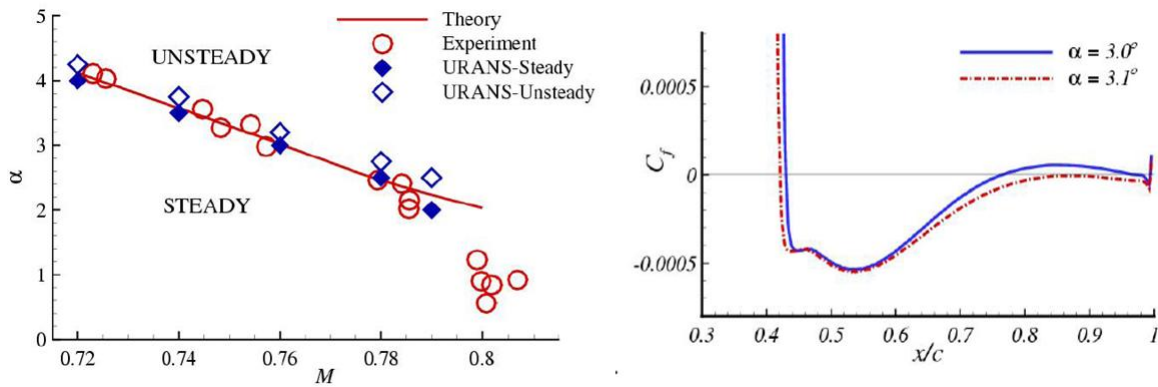 5
4
3
2
1
0
α
UNSTEADY
STEADY
Theory
Experiment
URANS-Steady
URANS-Unsteady
0.72
0.74
0.76
0.78
0.8
M
0.0005
0
-0.0005
C_f
α = 3.0°
α = 3.1°
0.3
0.4
0.5
0.6
0.7
0.8
0.9
1
x/c